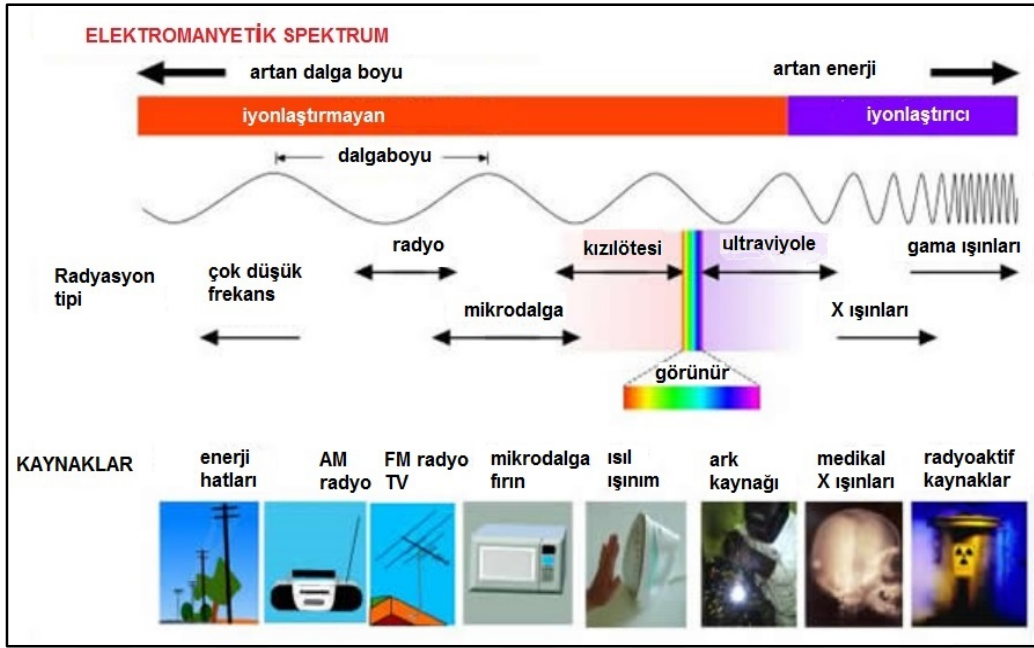 ELEKTROMANYETİK SPEKTRUM
artan dalga boyu
artan enerji
iyonlaştırmayan
iyonlaştırıcı
dalgaboyu
radyo
kızılötesi
ultraviyole
gama ışınları
Radyasyon
tipi
çok düşük
frekans
mikrodalga
X ışınları
görünür
KAYNAKLAR
enerji
hatları
AM
radyo
FM radyo
TV
mikrodalga
fırın
ısıl
ışınım
ark
kaynağı
medikal
X ışınları
radyoaktif
kaynaklar